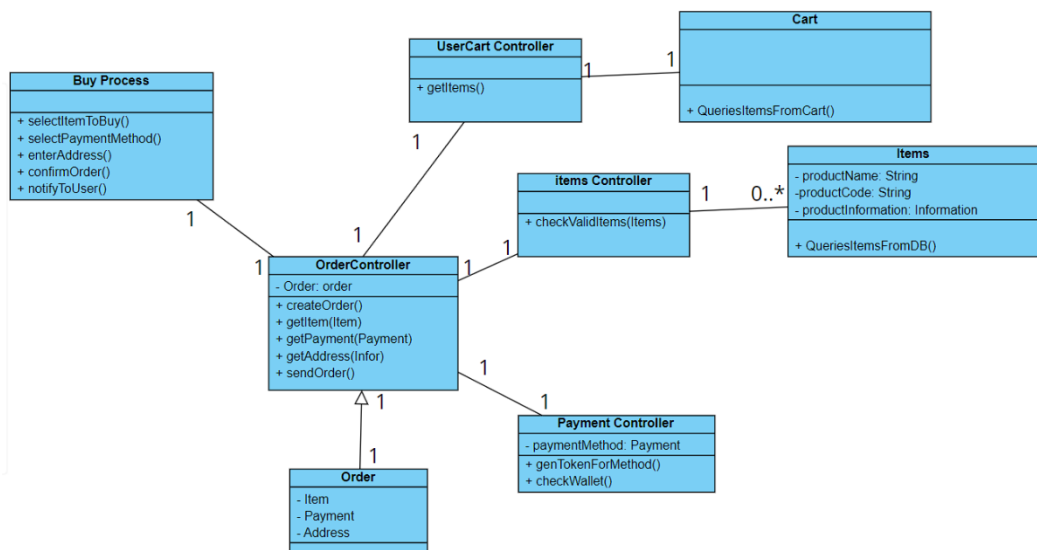 Buy Process
+ selectItemToBuy()
+ selectPaymentMethod()
+ enterAddress()
+ confirmOrder()
+ notifyToUser()
1
1
UserCart Controller
+ getItems()
1
1
1
1
Cart
+ QueriesItemsFromCart()
items Controller
+ checkValidItems(Items)
1
1
1
0..*
Items
- productName: String
-productCode: String
- productInformation: Information
+ QueriesItemsFromDB()
OrderController
- Order: order
+ createOrder()
+ getItem(Item)
+ getPayment(Payment)
+ getAddress(Infor)
+ sendOrder()
1
1
Payment Controller
- paymentMethod: Payment
+ genTokenForMethod()
+ checkWallet()
1
1
Order
- Item
- Payment
- Address